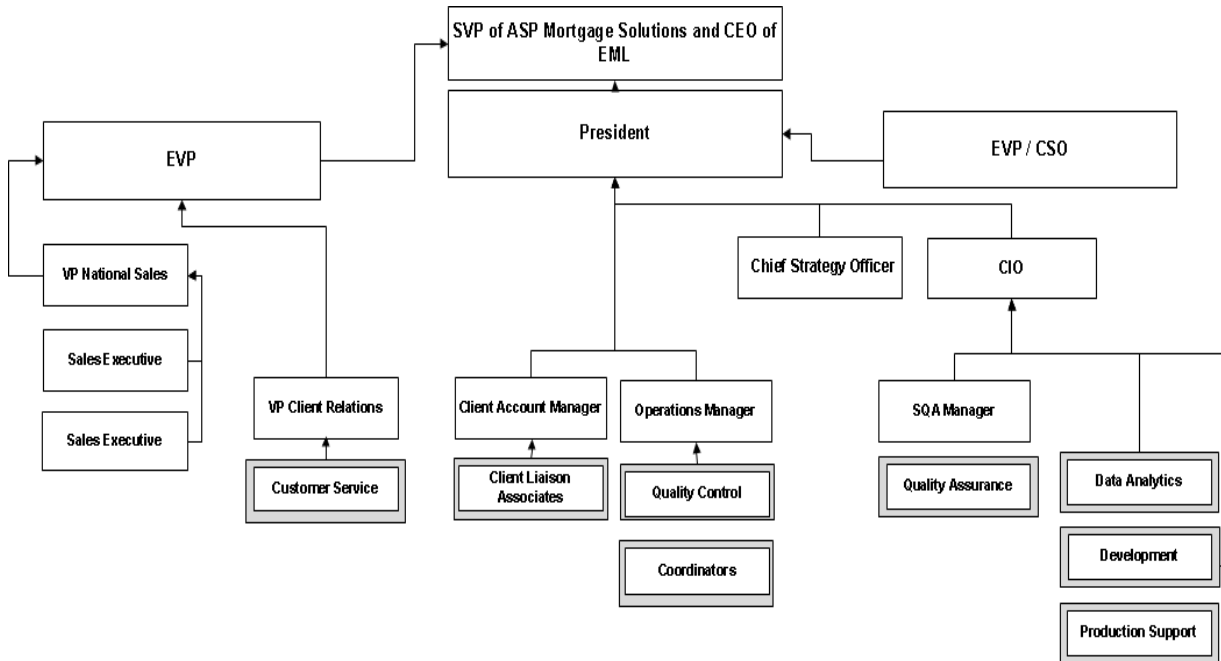 SVP of ASP Mortgage Solutions and CEO of
EML
President
EVP
EVP / CSO
VP National Sales
Chief Strategy Officer
CIO
Sales Executive
VP Client Relations
Client Account Manager
Operations Manager
SQA Manager
Sales Executive
Customer Service
Client Liaison
Associates
Quality Control
Quality Assurance
Data Analytics
Coordinators
Development
Production Support